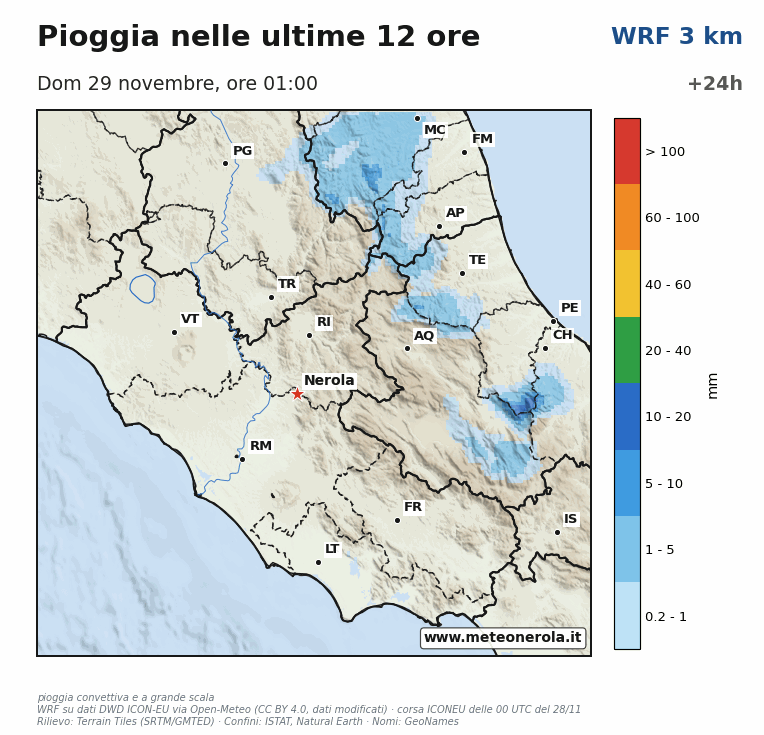 Pioggia nelle ultime 12 ore
WRF 3 km
Dom 29 novembre, ore 01:00
+24h
MC
FM
PG
AP
TE
TR
PE
VT
RI
AQ
CH
Nerola
RM
FR
IS
LT
www.meteonerola.it
> 100
60 - 100
40 - 60
20 - 40
10 - 20
5 - 10
1 - 5
0.2 - 1
mm
pioggia convettiva e a grande scala
WRF su dati DWD ICON-EU via Open-Meteo (CC BY 4.0, dati modificati) · corsa ICONEU delle 00 UTC del 28/11
Rilievo: Terrain Tiles (SRTM/GMTED) · Confini: ISTAT, Natural Earth · Nomi: GeoNames